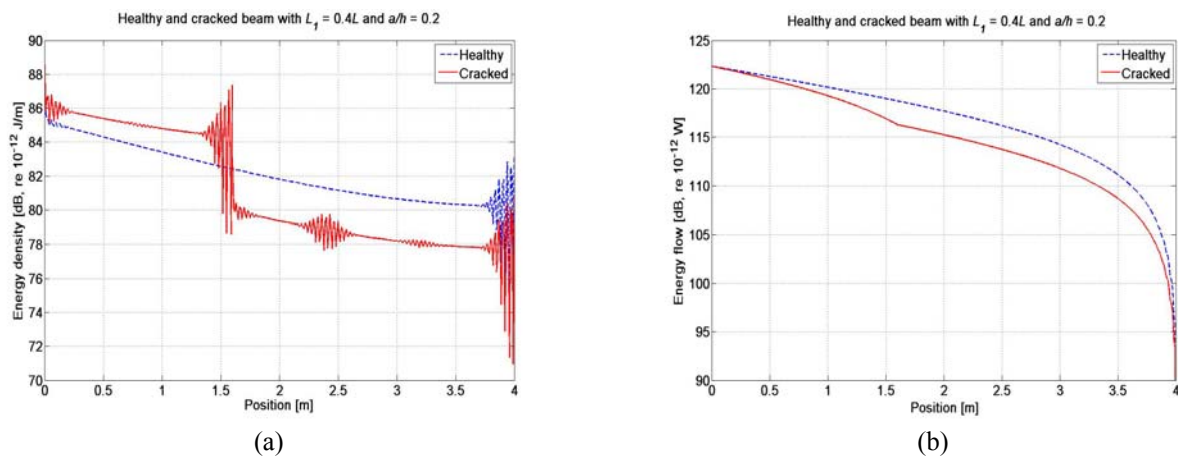 Healthy and cracked beam with L1 = 0.4L and a/h = 0.2
Energy density [dB, re 10-12 J/m]
90
88
86
84
82
80
78
76
74
72
70
0 0.5 1 1.5 2 2.5 3 3.5 4
Position [m]
Healthy
Cracked
(a)
Healthy and cracked beam with L1 = 0.4L and a/h = 0.2
Energy flow [dB, re 10-12 W]
125
120
115
110
105
100
95
90
0 0.5 1 1.5 2 2.5 3 3.5 4
Position [m]
Healthy
Cracked
(b)